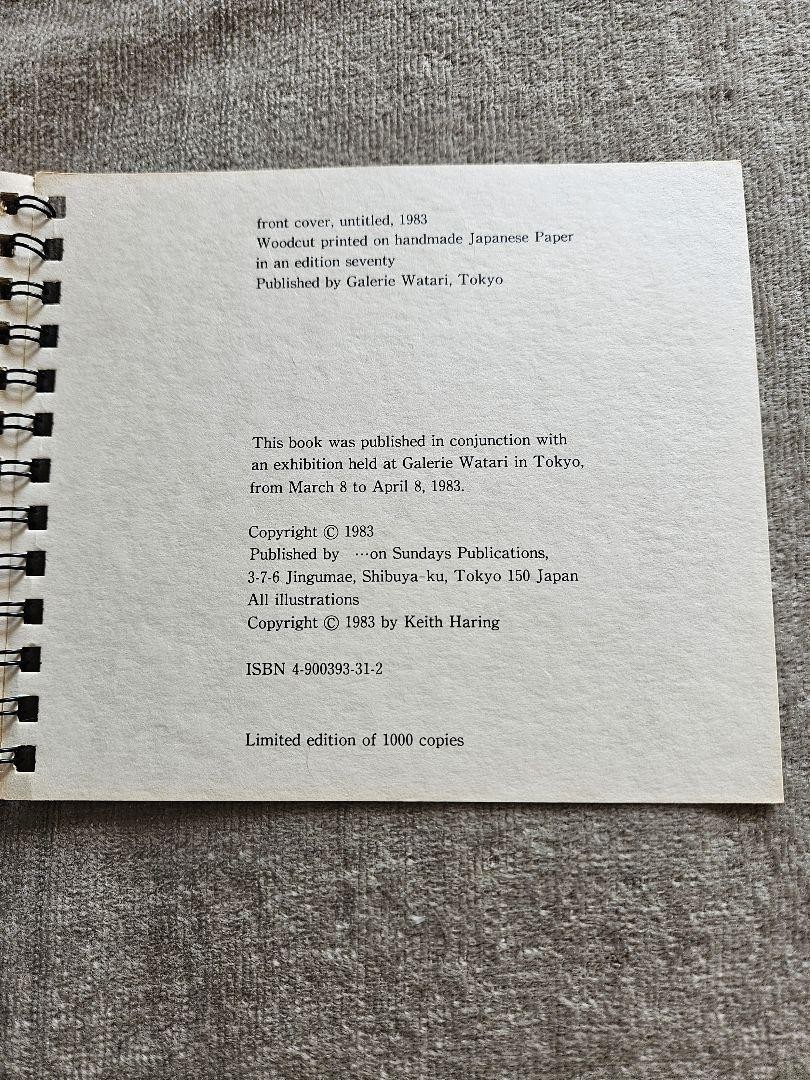 front cover, untitled, 1983
Woodcut printed on handmade Japanese Paper
in an edition seventy
Published by Galerie Watari, Tokyo
This book was published in conjunction with
an exhibition held at Galerie Watari in Tokyo,
from March 8 to April 8, 1983.
Copyright © 1983
Published by ···on Sundays Publications,
3-7-6 Jingumae, Shibuya-ku, Tokyo 150 Japan
All illustrations
Copyright © 1983 by Keith Haring
ISBN 4-900393-31-2
Limited edition of 1000 copies